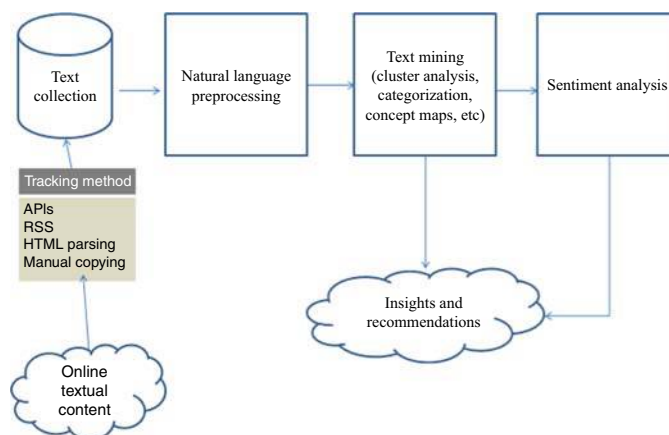 Text
collection
Natural language
preprocessing
Text mining
(cluster analysis,
categorization,
concept maps, etc)
Sentiment analysis
Tracking method
APIs
RSS
HTML parsing
Manual copying
Insights and
recommendations
Online
textual
content